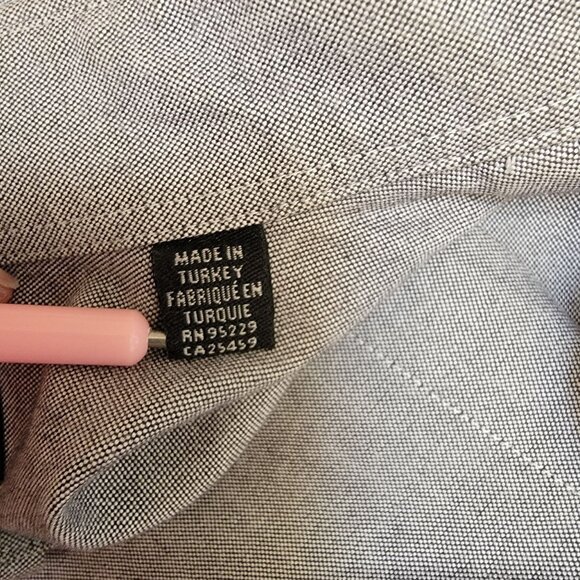 MADE IN
TURKEY
FABRIQUÉ EN
TURQUIE
RN 95229
CA25459